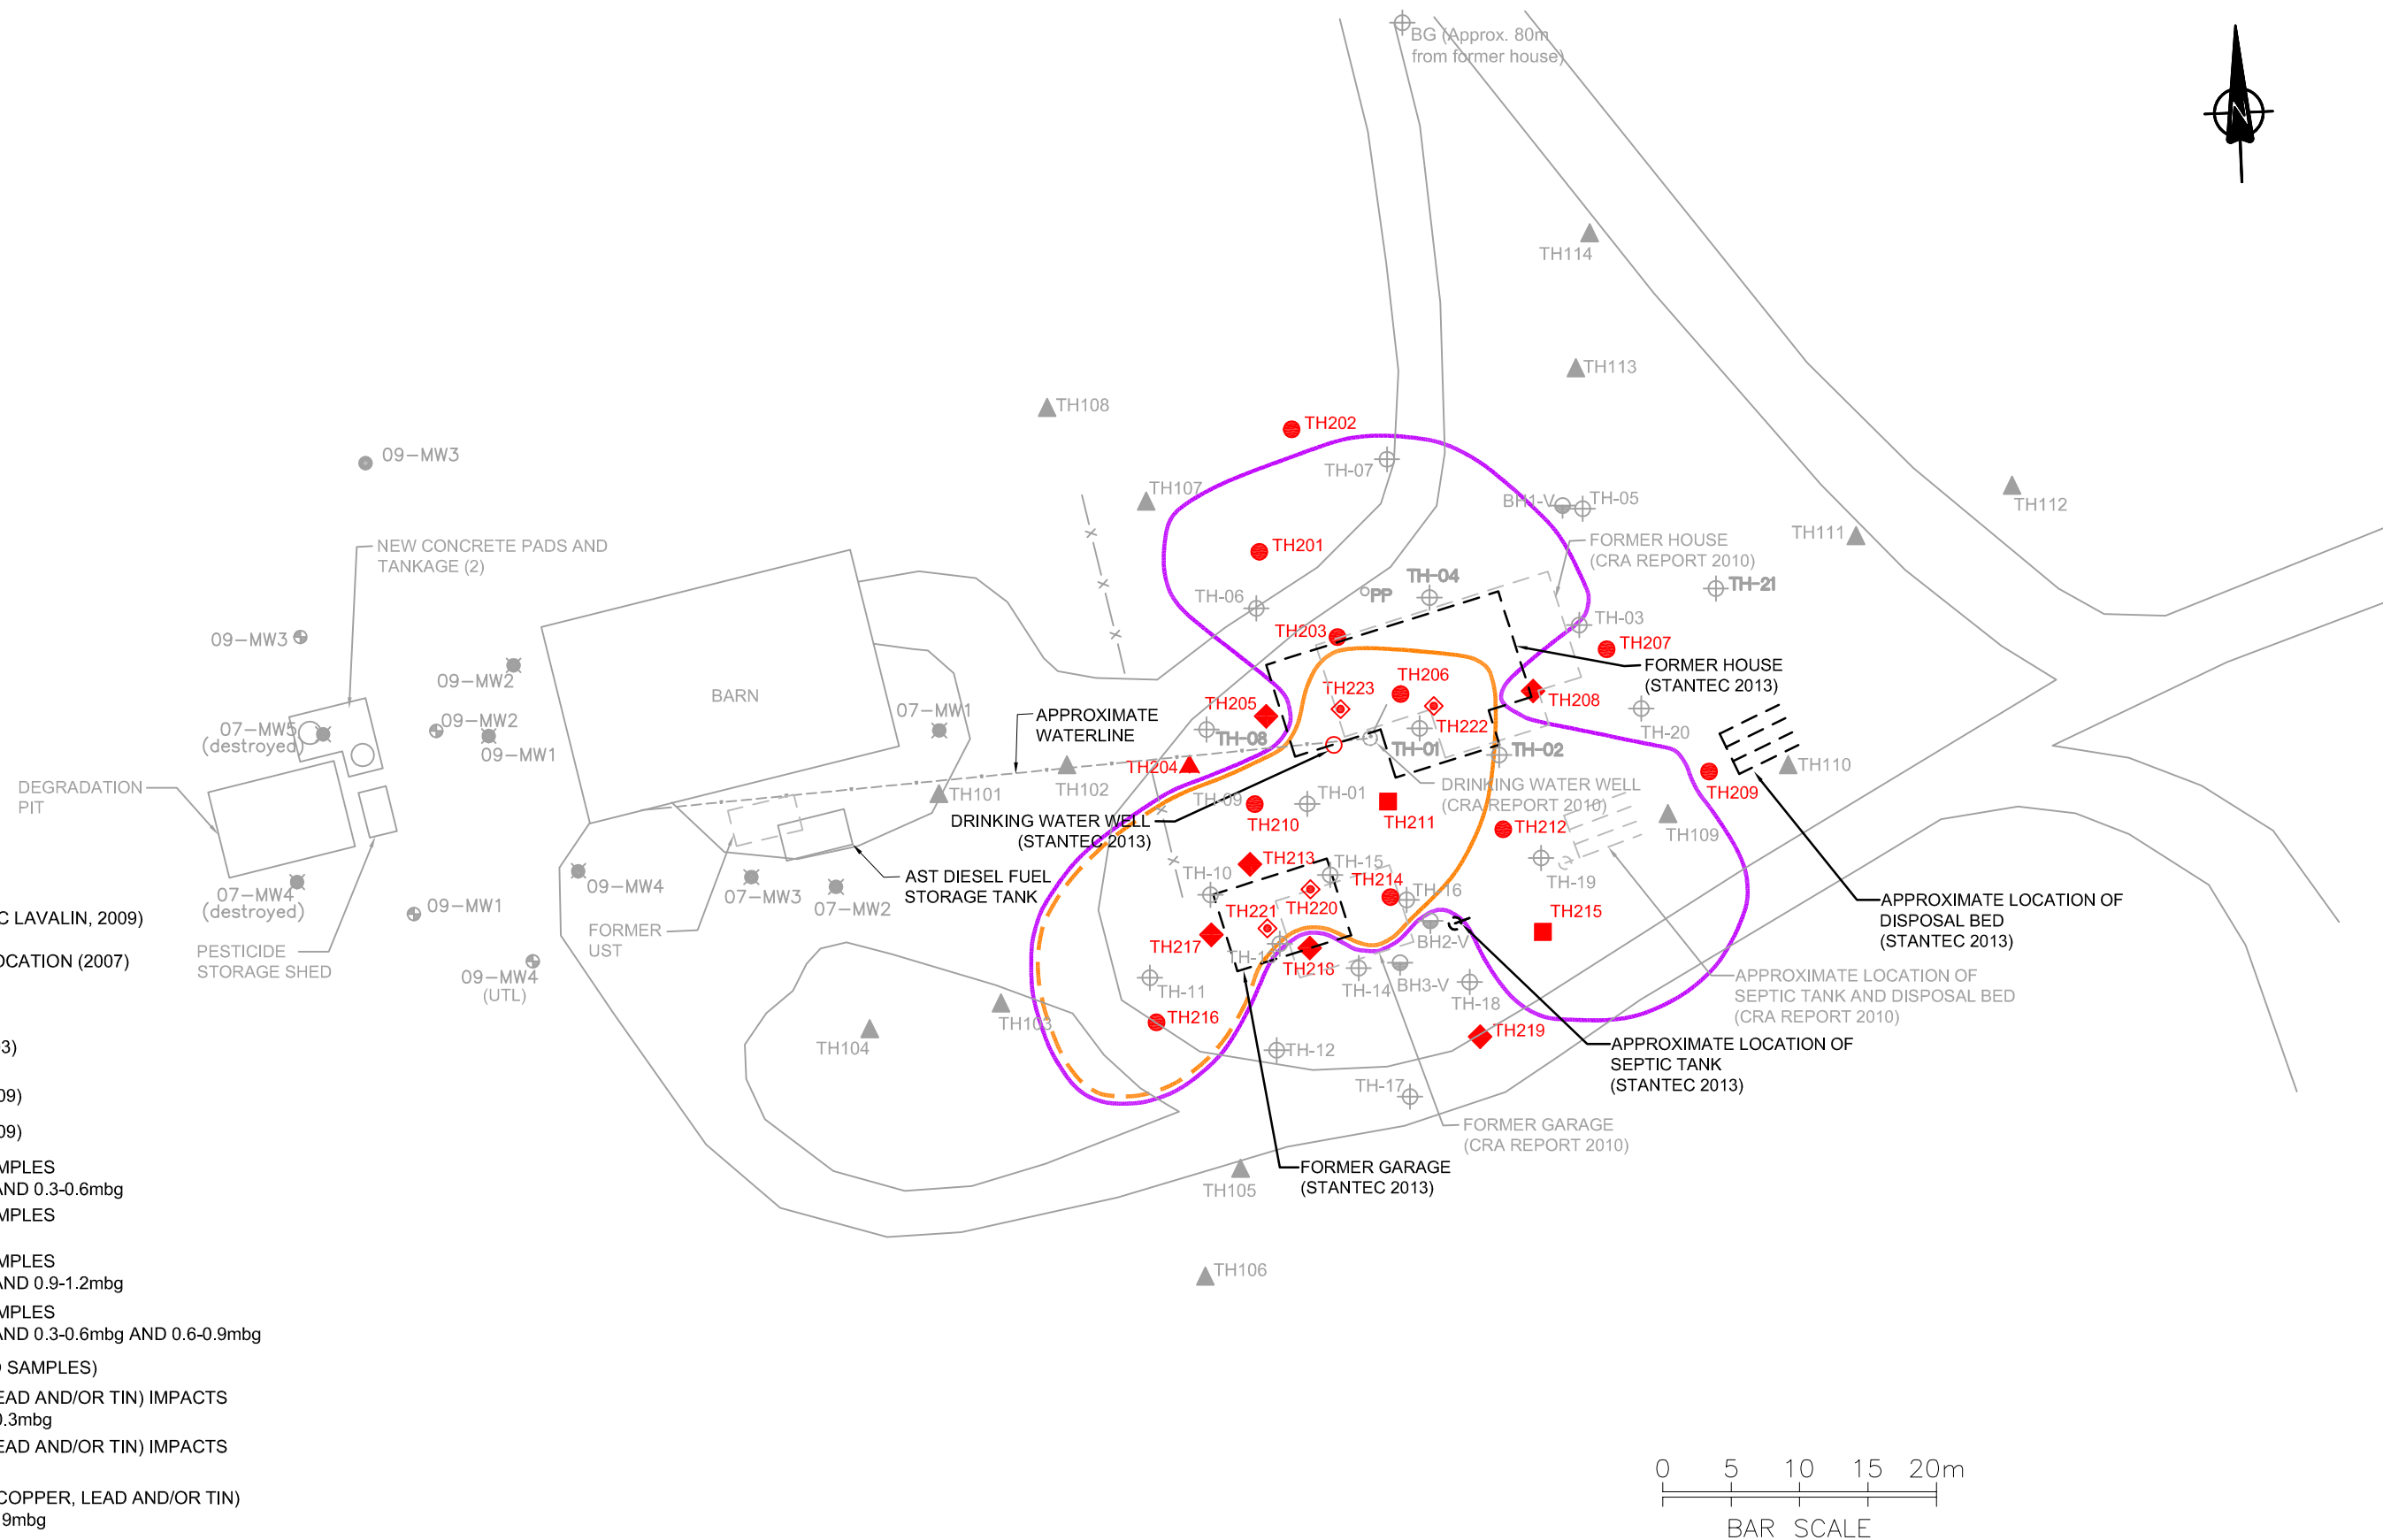 BG (Approx. 80m
from former house)
N
TH114
TH113
TH108
TH202
TH-07
09-MW3
TH107
BH1-V
TH-05
TH112
TH111
NEW CONCRETE PADS AND
TANKAGE (2)
TH201
FORMER HOUSE
(CRA REPORT 2010)
TH-04
TH-21
PP
TH-06
TH-03
09-MW3
TH203
TH207
FORMER HOUSE
(STANTEC 2013)
09-MW2
BARN
TH206
TH223
TH208
TH205
07-MW1
APPROXIMATE
WATERLINE
09-MW2
07-MW5
(destroyed)
09-MW1
TH222
TH-20
TH-08
TH-01
TH-02
TH204
TH102
TH110
DEGRADATION
PIT
TH101
DRINKING WATER WELL
(CRA REPORT 2010)
TH209
TH-09
TH-01
TH210
TH211
TH212
TH109
DRINKING WATER WELL
(STANTEC 2013)
TH213
TH-15
TH-19
AST DIESEL FUEL
STORAGE TANK
TH-10
TH214
TH-16
09-MW4
07-MW3
07-MW2
07-MW4
(destroyed)
09-MW1
TH220
TH221
TH215
APPROXIMATE LOCATION OF
DISPOSAL BED
(STANTEC 2013)
C LAVALIN, 2009)
FORMER
UST
TH217
BH2-V
PESTICIDE
STORAGE SHED
OCATION (2007)
TH218
09-MW4
(UTL)
TH-11
TH-14
BH3-V
TH-18
APPROXIMATE LOCATION OF
SEPTIC TANK AND DISPOSAL BED
(CRA REPORT 2010)
TH103
TH216
TH219
TH104
TH-12
APPROXIMATE LOCATION OF
SEPTIC TANK
(STANTEC 2013)
TH-17
FORMER GARAGE
(CRA REPORT 2010)
FORMER GARAGE
(STANTEC 2013)
TH105
TH106
03)
09)
09)
MPLES
AND 0.3-0.6mbg
MPLES
MPLES
AND 0.9-1.2mbg
MPLES
AND 0.3-0.6mbg AND 0.6-0.9mbg
SAMPLES)
EAD AND/OR TIN) IMPACTS
0.3mbg
EAD AND/OR TIN) IMPACTS
COPPER, LEAD AND/OR TIN)
9mbg
0 5 10 15 20m
BAR SCALE